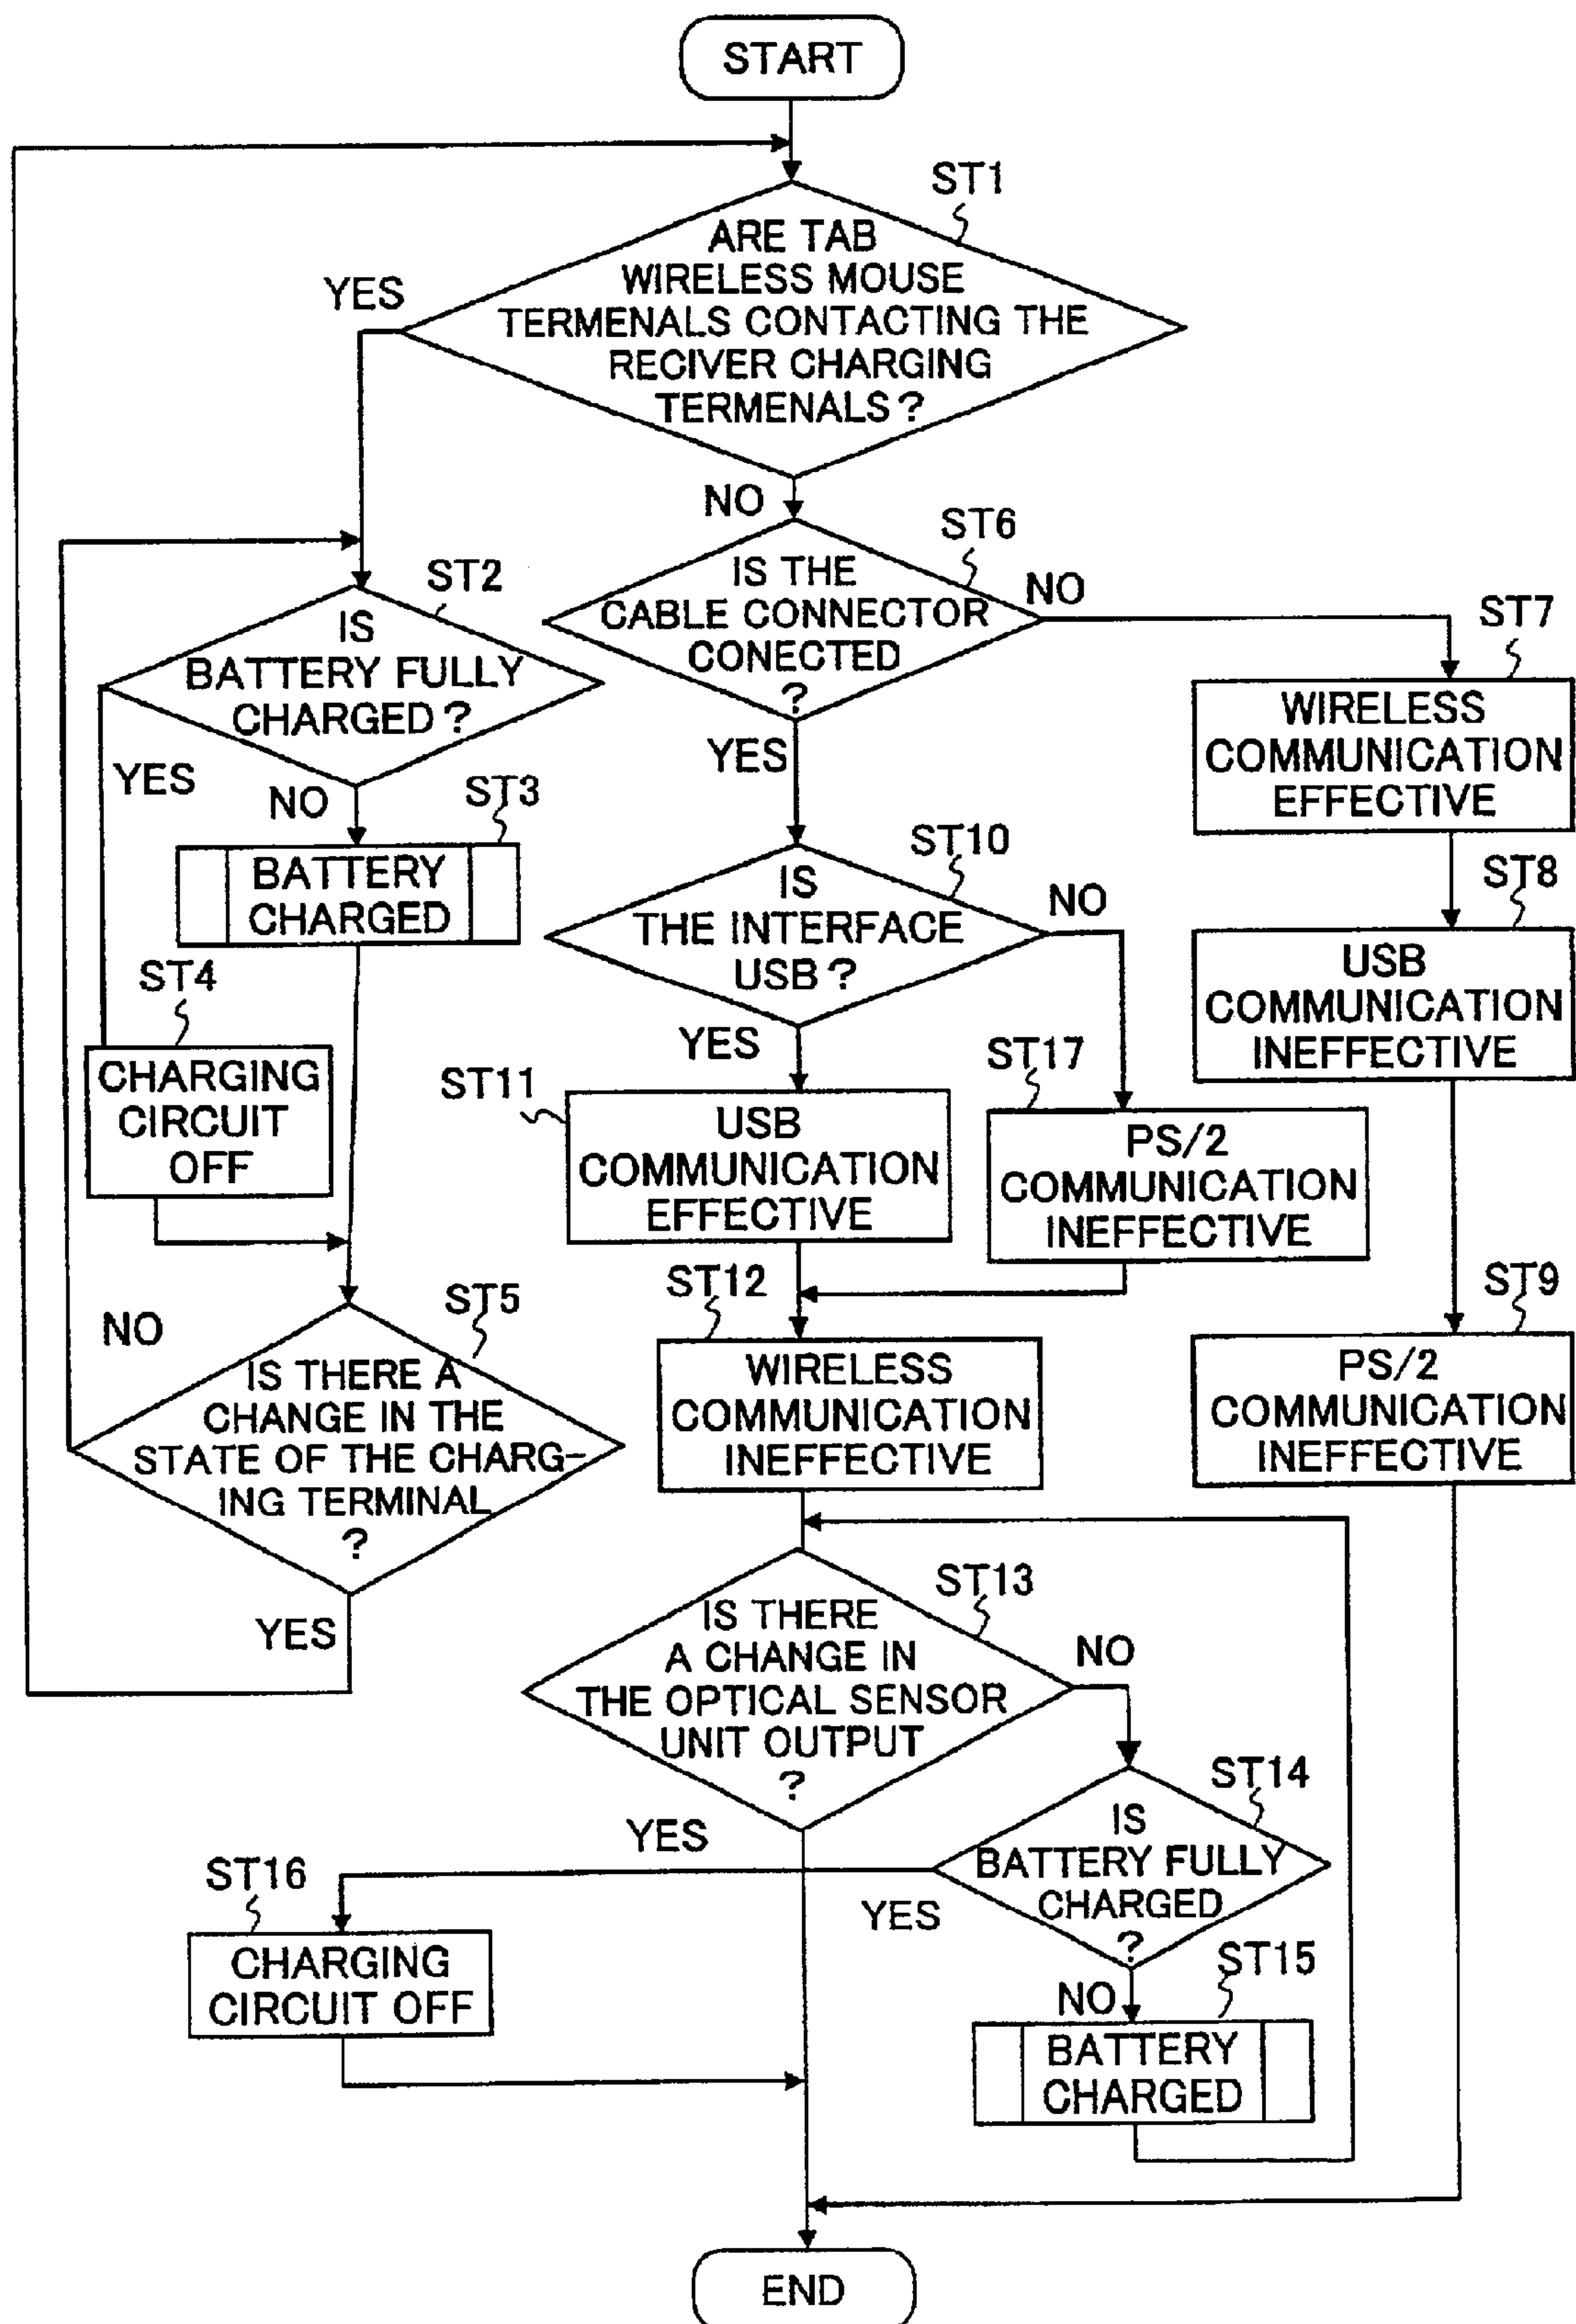 START
ST1
ARE TAB
WIRELESS MOUSE
TERMENALS CONTACTING THE
RECIVER CHARGING
TERMENALS?
YES
NO
ST2
IS
BATTERY FULLY
CHARGED?
YES
NO
ST3
BATTERY
CHARGED
ST4
CHARGING
CIRCUIT
OFF
ST5
NO
IS THERE A
CHANGE IN THE
STATE OF THE CHARG-
ING TERMINAL
?
YES
ST6
IS THE
CABLE CONNECTOR
CONECTED
?
NO
YES
ST7
WIRELESS
COMMUNICATION
EFFECTIVE
ST8
USB
COMMUNICATION
INEFFECTIVE
ST9
PS/2
COMMUNICATION
INEFFECTIVE
ST10
IS
THE INTERFACE
USB?
NO
YES
ST11
USB
COMMUNICATION
EFFECTIVE
ST17
PS/2
COMMUNICATION
INEFFECTIVE
ST12
WIRELESS
COMMUNICATION
INEFFECTIVE
ST13
IS THERE
A CHANGE IN
THE OPTICAL SENSOR
UNIT OUTPUT
?
NO
YES
ST14
IS
BATTERY FULLY
CHARGED
?
YES
NO
ST15
BATTERY
CHARGED
ST16
CHARGING
CIRCUIT OFF
END